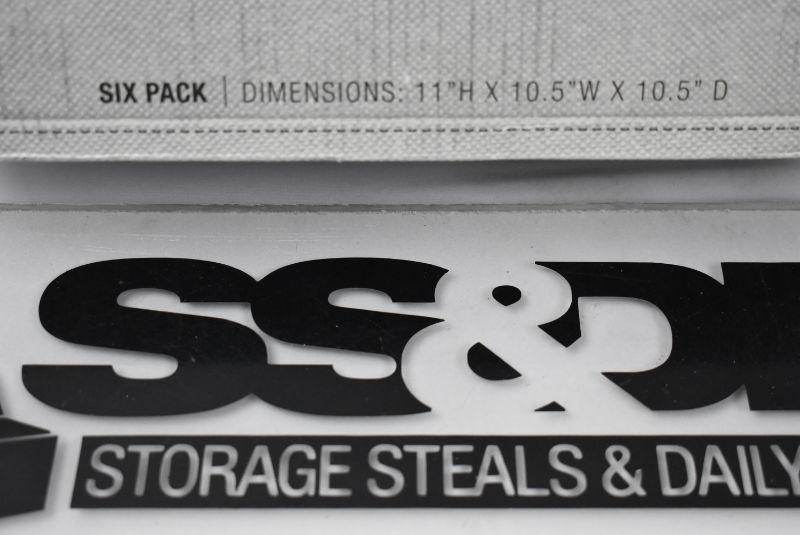 SIX PACK | DIMENSIONS: 11”H X 10.5”W X 10.5” D
SS&D
STORAGE STEALS & DAILY